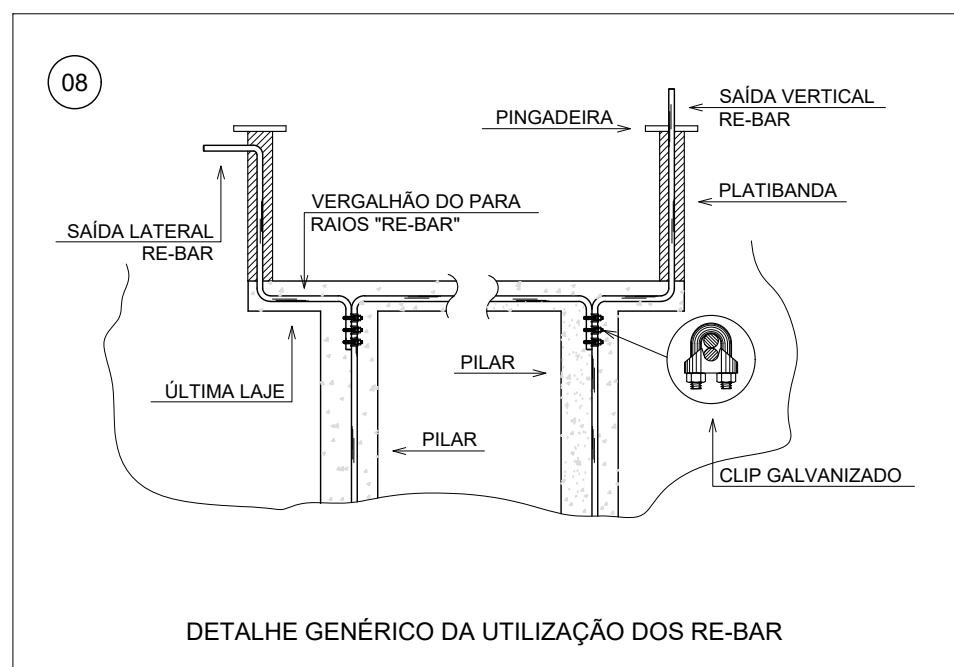 08
SAÍDA VERTICAL
RE-BAR
PINGADEIRA
PLATIBANDA
VERGALHÃO DO PARA
RAIOS "RE-BAR"
SAÍDA LATERAL
RE-BAR
PILAR
ÚLTIMA LAJE
PILAR
CLIP GALVANIZADO
DETALHE GENÉRICO DA UTILIZAÇÃO DOS RE-BAR